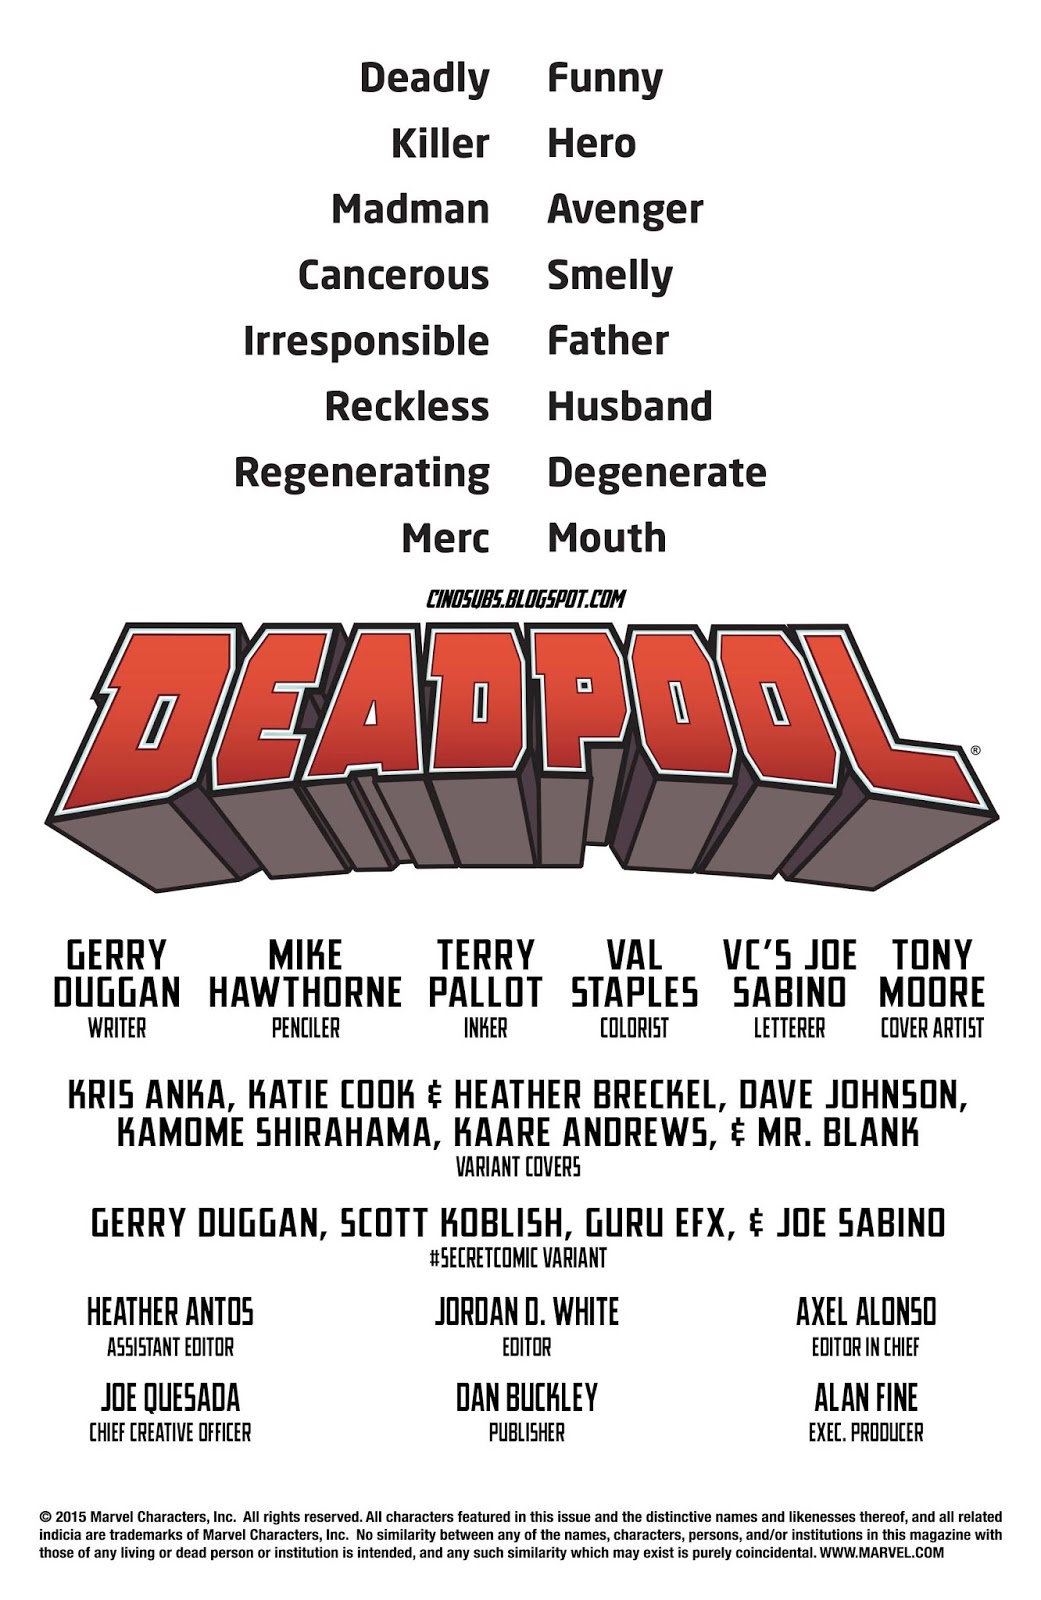 Deadly Funny
Killer Hero
Madman Avenger
Cancerous Smelly
Irresponsible Father
Reckless Husband
Regenerating Degenerate
Merc Mouth
CINOSUBS.BLOGSPOT.COM
DEADPOOL®
GERRY DUGGAN
WRITER
MIKE HAWTHORNE
PENCILER
TERRY PALLOT
INKER
VAL STAPLES
COLORIST
VC'S JOE SABINO
LETTERER
TONY MOORE
COVER ARTIST
KRIS ANKA, KATIE COOK & HEATHER BRECKEL, DAVE JOHNSON,
KAMOME SHIRAHAMA, KAARE ANDREWS, & MR. BLANK
VARIANT COVERS
GERRY DUGGAN, SCOTT KOBLISH, GURU EFX, & JOE SABINO
#SECRETCOMIC VARIANT
HEATHER ANTOS
ASSISTANT EDITOR
JORDAN D. WHITE
EDITOR
AXEL ALONSO
EDITOR IN CHIEF
JOE QUESADA
CHIEF CREATIVE OFFICER
DAN BUCKLEY
PUBLISHER
ALAN FINE
EXEC. PRODUCER
© 2015 Marvel Characters, Inc. All rights reserved. All characters featured in this issue and the distinctive names and likenesses thereof, and all related
indicia are trademarks of Marvel Characters, Inc. No similarity between any of the names, characters, persons, and/or institutions in this magazine with
those of any living or dead person or institution is intended, and any such similarity which may exist is purely coincidental. WWW.MARVEL.COM